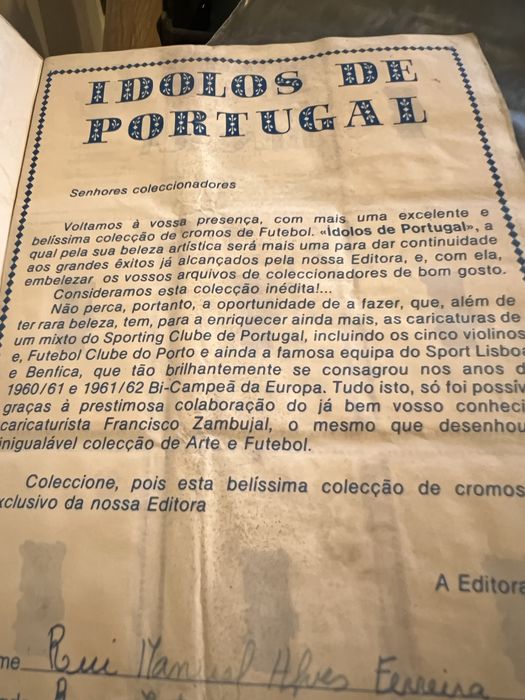 IDOLOS DE
PORTUGAL
Senhores coleccionadores
Voltamos à vossa presença, com mais uma excelente e
belíssima colecção de cromos de Futebol. «Ídolos de Portugal», a
qual pela sua beleza artística será mais uma para dar continuidade
aos grandes êxitos já alcançados pela nossa Editora, e, com ela,
embelezar os vossos arquivos de coleccionadores de bom gosto.
Consideramos esta colecção inédita!...
Não perca, portanto, a oportunidade de a fazer, que, além de
ter rara beleza, tem, para a enriquecer ainda mais, as caricaturas de
um mixto do Sporting Clube de Portugal, incluindo os cinco violinos
e, Futebol Clube do Porto e ainda a famosa equipa do Sport Lisboa
e Benfica, que tão brilhantemente se consagrou nos anos d
1960/61 e 1961/62 Bi-Campeã da Europa. Tudo isto, só foi possív
graças à prestimosa colaboração do já bem vosso conheci
caricaturista Francisco Zambujal, o mesmo que desenhou
inigualável colecção de Arte e Futebol.
Coleccione, pois esta belíssima colecção de cromos
xclusivo da nossa Editora
A Editora
me Rui Manuel Alves Ferreira